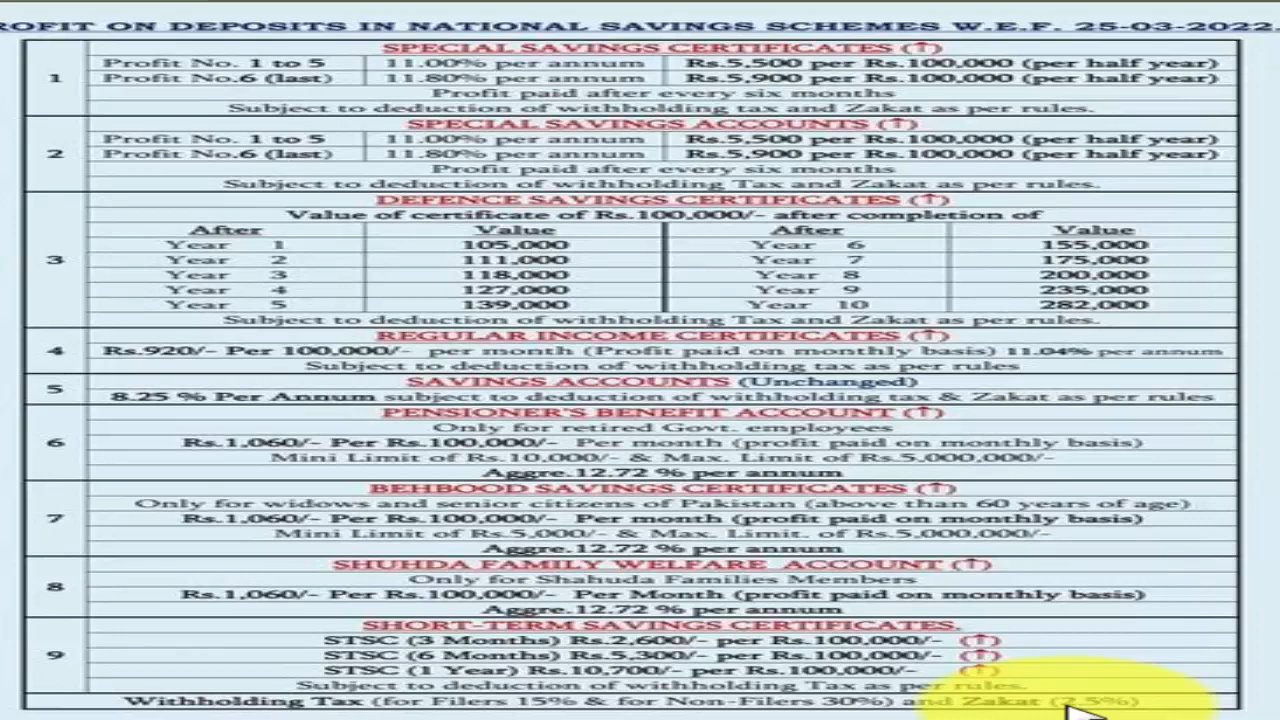 ROFIT ON DEPOSITS IN NATIONAL SAVINGS SCHEMES W.E.F. 25-03-2022.
SPECIAL SAVINGS CERTIFICATES (↑)
1
Profit No. 1 to 5 11.00% per annum Rs.5,500 per Rs.100,000 (per half year)
Profit No.6 (last) 11.80% per annum Rs.5,900 per Rs.100,000 (per half year)
Profit paid after every six months
Subject to deduction of withholding tax and Zakat as per rules.
SPECIAL SAVINGS ACCOUNTS (↑)
2
Profit No. 1 to 5 11.00% per annum Rs.5,500 per Rs.100,000 (per half year)
Profit No.6 (last) 11.80% per annum Rs.5,900 per Rs.100,000 (per half year)
Profit paid after every six months
Subject to deduction of withholding Tax and Zakat as per rules.
DEFENCE SAVINGS CERTIFICATES (↑)
3
Value of certificate of Rs.100,000/- after completion of
After Value After Value
Year 1 105,000 Year 6 155,000
Year 2 111,000 Year 7 175,000
Year 3 118,000 Year 8 200,000
Year 4 127,000 Year 9 235,000
Year 5 139,000 Year 10 282,000
Subject to deduction of withholding Tax and Zakat as per rules.
REGULAR INCOME CERTIFICATES (↑)
4
Rs.920/- Per 100,000/- per month (Profit paid on monthly basis) 11.04% per annum
Subject to deduction of withholding tax as per rules
SAVINGS ACCOUNTS (Unchanged)
5
8.25 % Per Annum subject to deduction of withholding tax & Zakat as per rules
PENSIONER'S BENEFIT ACCOUNT (↑)
6
Only for retired Govt. employees
Rs.1,060/- Per Rs.100,000/- Per month (profit paid on monthly basis)
Mini Limit of Rs.10,000/- & Max. Limit of Rs.5,000,000/-
Aggre.12.72 % per annum
BEHBOOD SAVINGS CERTIFICATES (↑)
7
Only for widows and senior citizens of Pakistan (above than 60 years of age)
Rs.1,060/- Per Rs.100,000/- Per month (profit paid on monthly basis)
Mini Limit of Rs.5,000/- & Max. Limit. of Rs.5,000,000/-
Aggre.12.72 % per annum
SHUHDA FAMILY WELFARE ACCOUNT (↑)
8
Only for Shahuda Families Members
Rs.1,060/- Per Rs.100,000/- Per Month (profit paid on monthly basis)
Aggre.12.72 % per annum
SHORT-TERM SAVINGS CERTIFICATES.
9
STSC (3 Months) Rs.2,600/- per Rs.100,000/- (↑)
STSC (6 Months) Rs.5,300/- per Rs.100,000/- (↑)
STSC (1 Year) Rs.10,700/- per Rs.100,000/- (↑)
Subject to deduction of withholding Tax as per rules.
Withholding Tax (for Filers 15% & for Non-Filers 30%) and Zakat (2.5%)